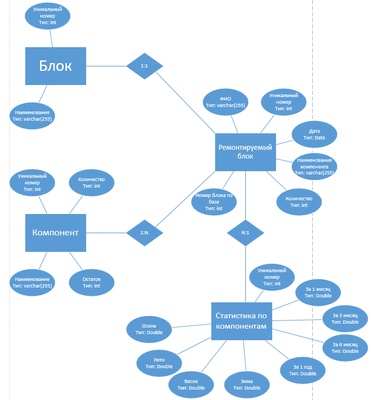 Уникальный
номер
Тип: int
Блок
1:1
Наименование
Тип: varchar(255)
ФИО
Тип: varchar(255)
Уникальный
номер
Тип: int
Дата
Тип: Data
Ремонтируемый
блок
Наименование
компонента
Тип: varchar(255)
Номер блока по
базе
Тип: int
Количество
Тип: int
Уникальный
номер
Тип: int
Количество
Тип: int
Компонент
1:N
N:1
Наименование
Тип: varchar(255)
Остаток
Тип: int
Уникальный
номер
Тип: int
За 1 месяц
Тип: Double
Статистика по
компонентам
За 3 месяц
Тип: Double
Осень
Тип: Double
За 6 месяц
Тип: Double
Лето
Тип: Double
За 1 год
Тип: Double
Весна
Тип: Double
Зима
Тип: Double